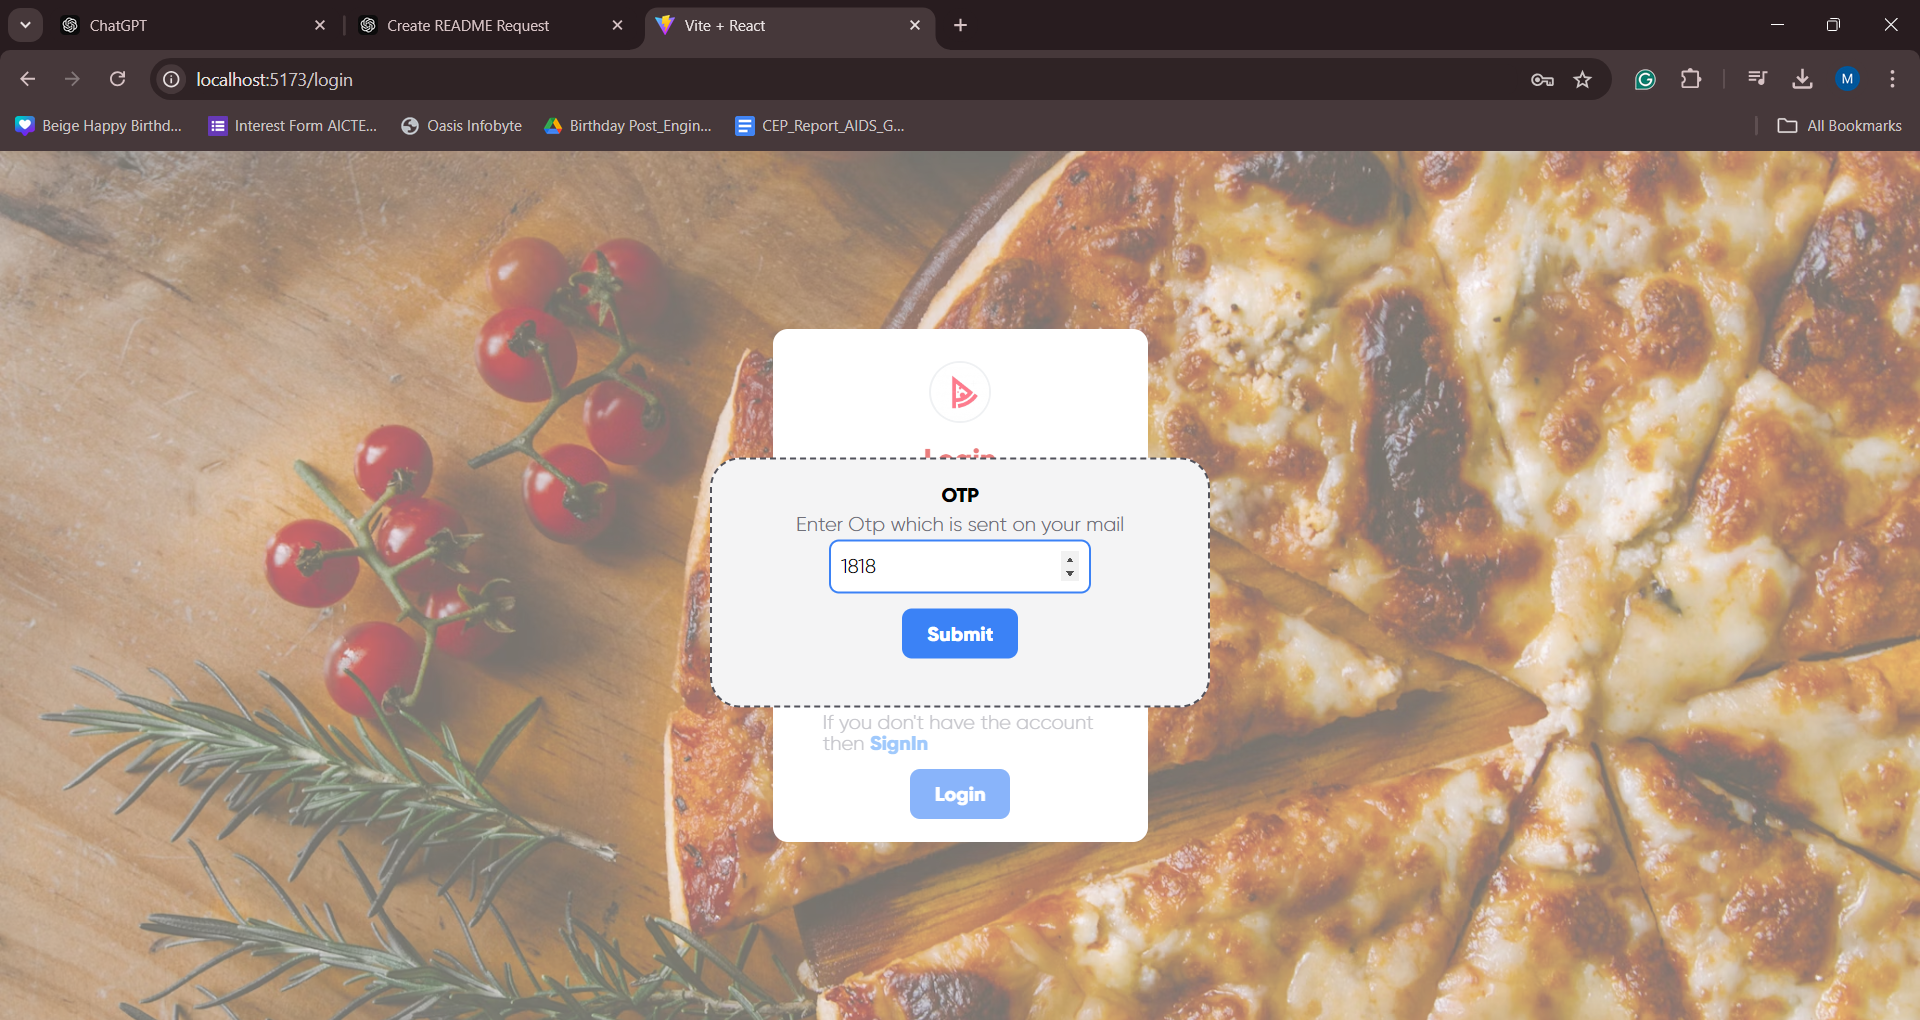 ChatGPT
Create README Request
Vite + React
localhost:5173/login
M
Beige Happy Birthd...
Interest Form AICTE...
Oasis Infobyte
Birthday Post_Engin...
CEP_Report_AIDS_G...
All Bookmarks
Login
OTP
Enter Otp which is sent on your mail
1818
Submit
If you don't have the account
then SignIn
Login